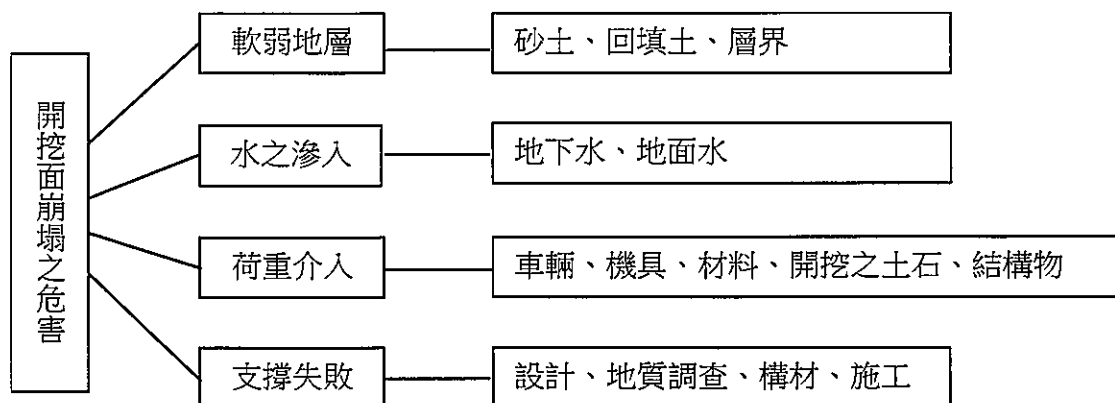 開挖面崩塌之危害
軟弱地層
砂土、回填土、層界
水之滲入
地下水、地面水
荷重介入
車輛、機具、材料、開挖之土石、結構物
支撐失敗
設計、地質調查、構材、施工